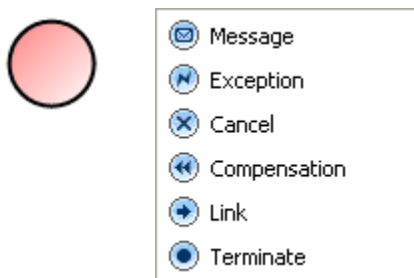 Message
Exception
Cancel
Compensation
Link
Terminate